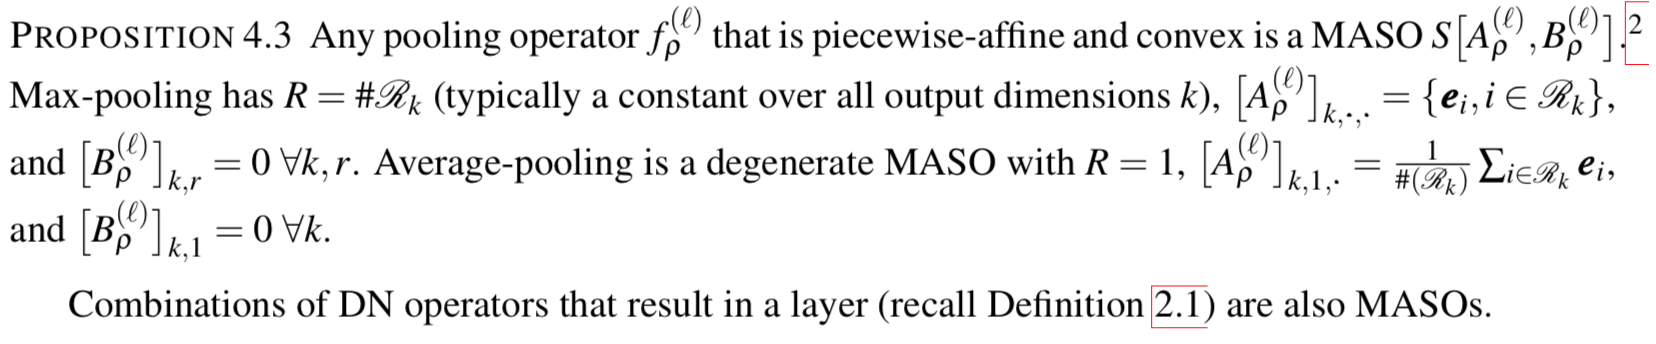 PROPOSITION 4.3 Any pooling operator $f_\rho^{(\ell)}$ that is piecewise-affine and convex is a MASO $S\left[A_\rho^{(\ell)}, B_\rho^{(\ell)}\right]$.²
Max-pooling has $R = \#\mathscr{R}_k$ (typically a constant over all output dimensions $k$), $\left[A_\rho^{(\ell)}\right]_{k,\cdot,\cdot} = \{\boldsymbol{e}_i, i \in \mathscr{R}_k\}$,
and $\left[B_\rho^{(\ell)}\right]_{k,r} = 0 \; \forall k, r$. Average-pooling is a degenerate MASO with $R = 1$, $\left[A_\rho^{(\ell)}\right]_{k,1,\cdot} = \frac{1}{\#(\mathscr{R}_k)} \sum_{i \in \mathscr{R}_k} \boldsymbol{e}_i$,
and $\left[B_\rho^{(\ell)}\right]_{k,1} = 0 \; \forall k$.
Combinations of DN operators that result in a layer (recall Definition 2.1) are also MASOs.